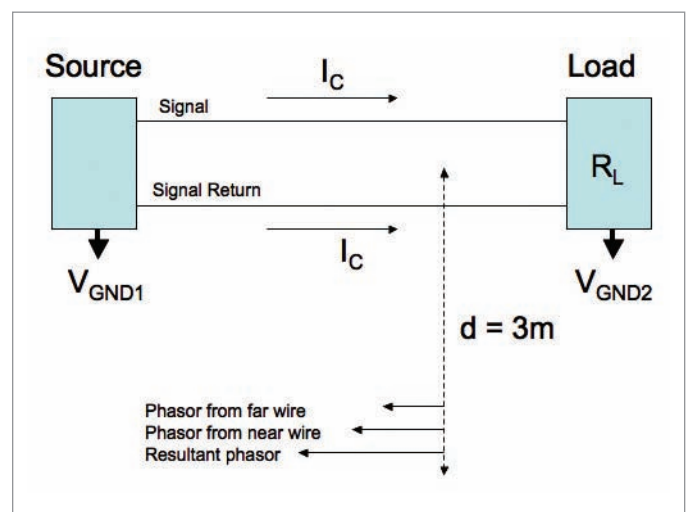 Source
Load
I_C
Signal
R_L
Signal Return
I_C
V_GND1
V_GND2
d = 3m
Phasor from far wire
Phasor from near wire
Resultant phasor